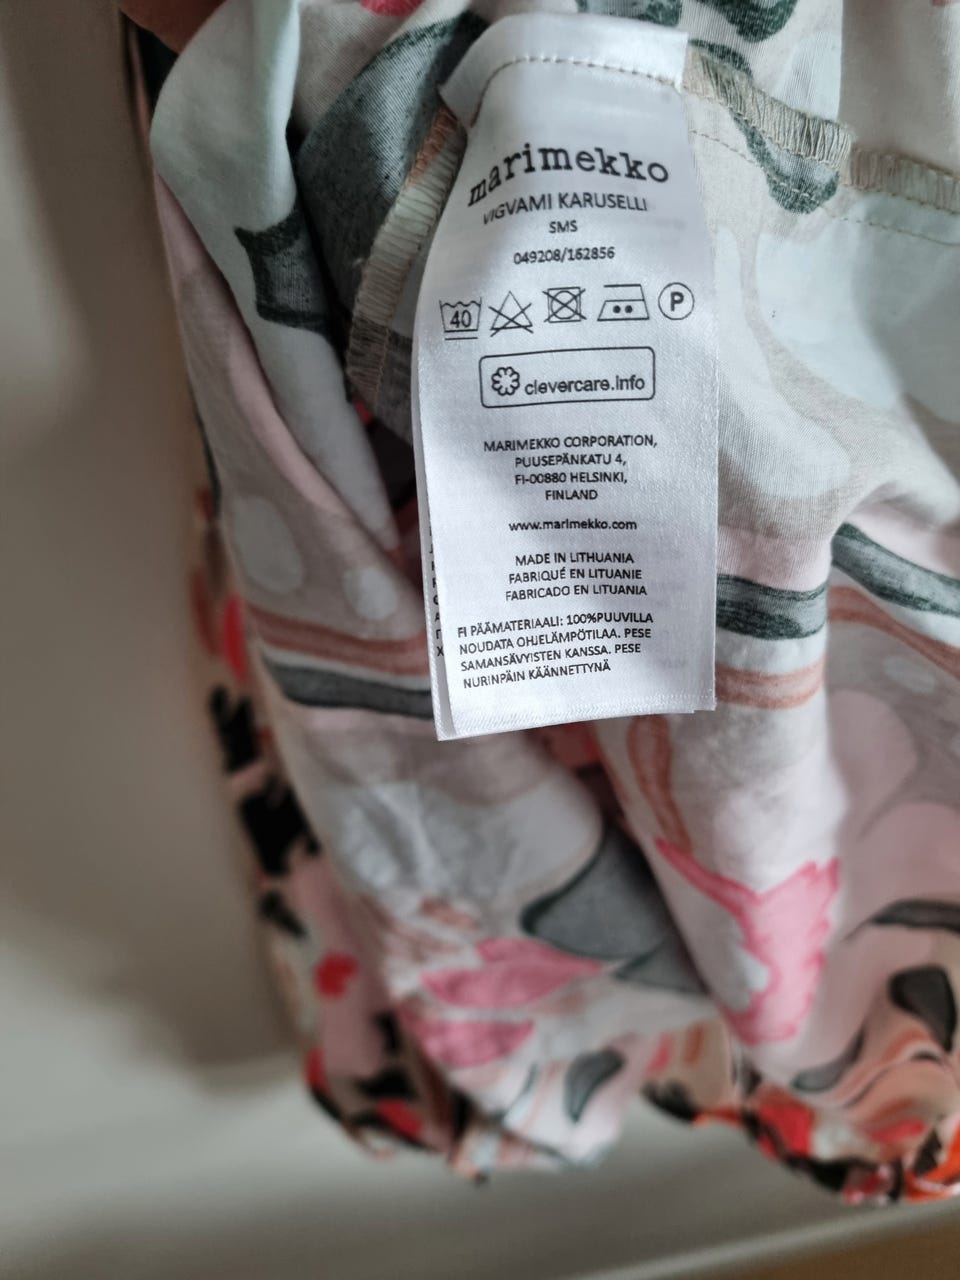 marimekko
VIGVAMI KARUSELLI
SMS
049208/162856
40
P
clevercare.info
MARIMEKKO CORPORATION,
PUUSEPÄNKATU 4,
FI-00880 HELSINKI,
FINLAND
www.marimekko.com
MADE IN LITHUANIA
FABRIQUÉ EN LITUANIE
FABRICADO EN LITUANIA
FI PÄÄMATERIAALI: 100%PUUVILLA
NOUDATA OHJELÄMPÖTILAA. PESE
SAMANSÄVYISTEN KANSSA. PESE
NURINPÄIN KÄÄNNETTYNÄ